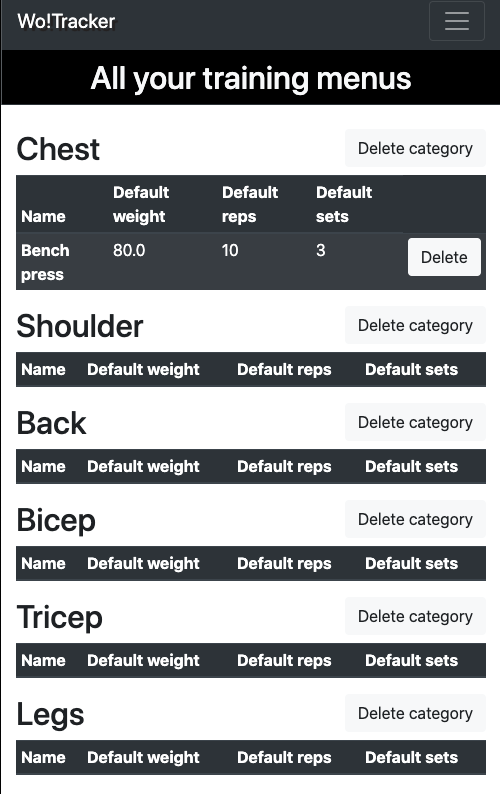 Wo!Tracker
All your training menus
Chest
Delete category
Name Default weight Default reps Default sets
Bench press 80.0 10 3 Delete
Shoulder
Delete category
Name Default weight Default reps Default sets
Back
Delete category
Name Default weight Default reps Default sets
Bicep
Delete category
Name Default weight Default reps Default sets
Tricep
Delete category
Name Default weight Default reps Default sets
Legs
Delete category
Name Default weight Default reps Default sets